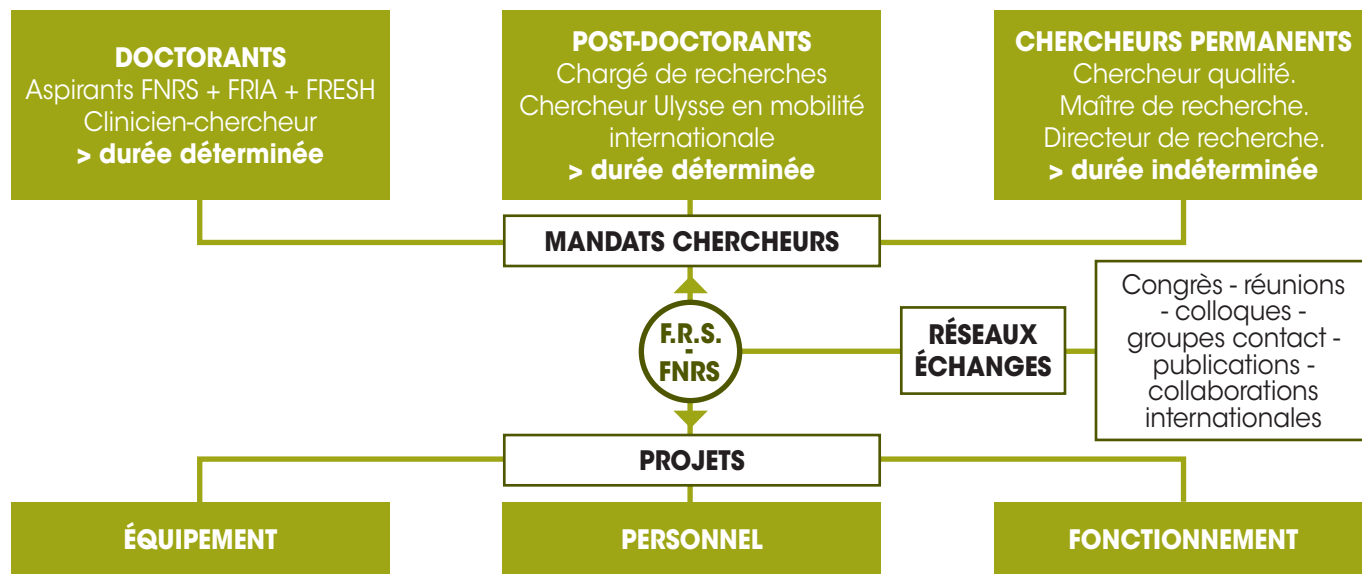 DOCTORANTS
Aspirants FNRS + FRIA + FRESH
Clinicien-chercheur
> durée déterminée
POST-DOCTORANTS
Chargé de recherches
Chercheur Ulysse en mobilité
internationale
> durée déterminée
CHERCHEURS PERMANENTS
Chercheur qualité.
Maître de recherche.
Directeur de recherche.
> durée indéterminée
MANDATS CHERCHEURS
F.R.S.
-
FNRS
RÉSEAUX
ÉCHANGES
Congrès - réunions
- colloques -
groupes contact -
publications -
collaborations
internationales
PROJETS
ÉQUIPEMENT
PERSONNEL
FONCTIONNEMENT